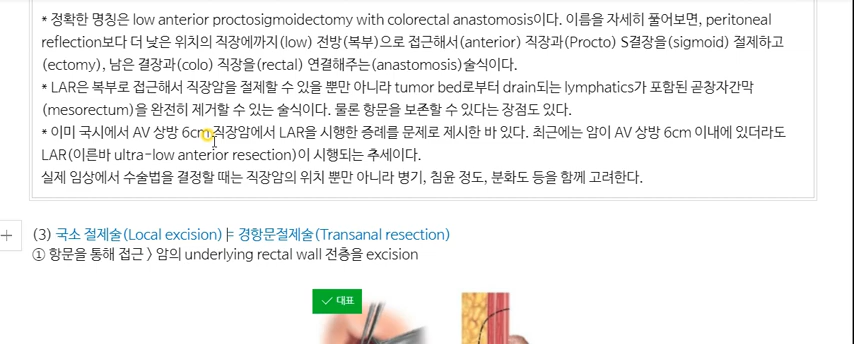 * 정확한 명칭은 low anterior proctosigmoidectomy with colorectal anastomosis이다. 이름을 자세히 풀어보면, peritoneal
reflection보다 더 낮은 위치의 직장에까지(low) 전방(복부)으로 접근해서(anterior) 직장과(Procto) S결장을(sigmoid) 절제하고
(ectomy), 남은 결장과(colo) 직장을(rectal) 연결해주는(anastomosis)술식이다.
* LAR은 복부로 접근해서 직장암을 절제할 수 있을 뿐만 아니라 tumor bed로부터 drain되는 lymphatics가 포함된 곧창자간막
(mesorectum)을 완전히 제거할 수 있는 술식이다. 물론 항문을 보존할 수 있다는 장점도 있다.
* 이미 국시에서 AV 상방 6cm 직장암에서 LAR을 시행한 증례를 문제로 제시한 바 있다. 최근에는 암이 AV 상방 6cm 이내에 있더라도
LAR(이른바 ultra-low anterior resection)이 시행되는 추세이다.
실제 임상에서 수술법을 결정할 때는 직장암의 위치 뿐만 아니라 병기, 침윤 정도, 분화도 등을 함께 고려한다.
(3) 국소 절제술(Local excision) ⊨ 경항문절제술(Transanal resection)
① 항문을 통해 접근 〉 암의 underlying rectal wall 전층을 excision
✓ 대표